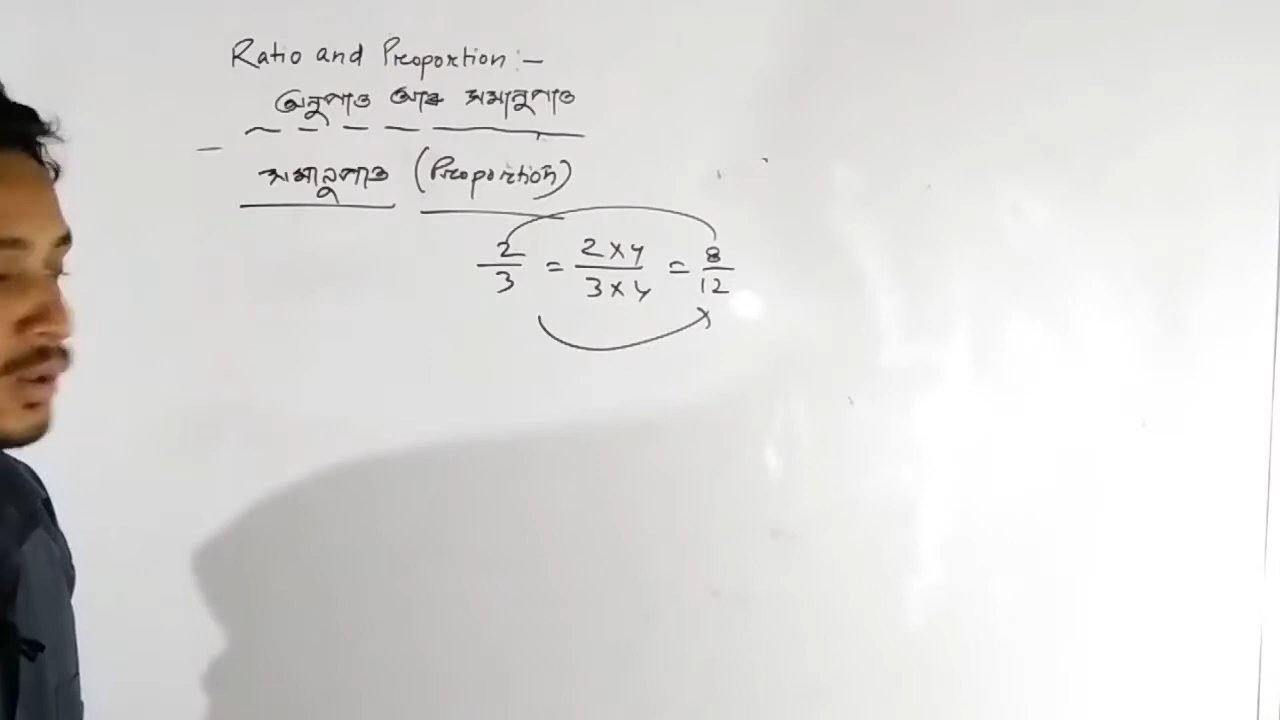 Ratio and Proportion :-
অনুপাত আৰু সমানুপাত
সমানুপাত (Proportion)
2/3 = 2×4/3×4 = 8/12